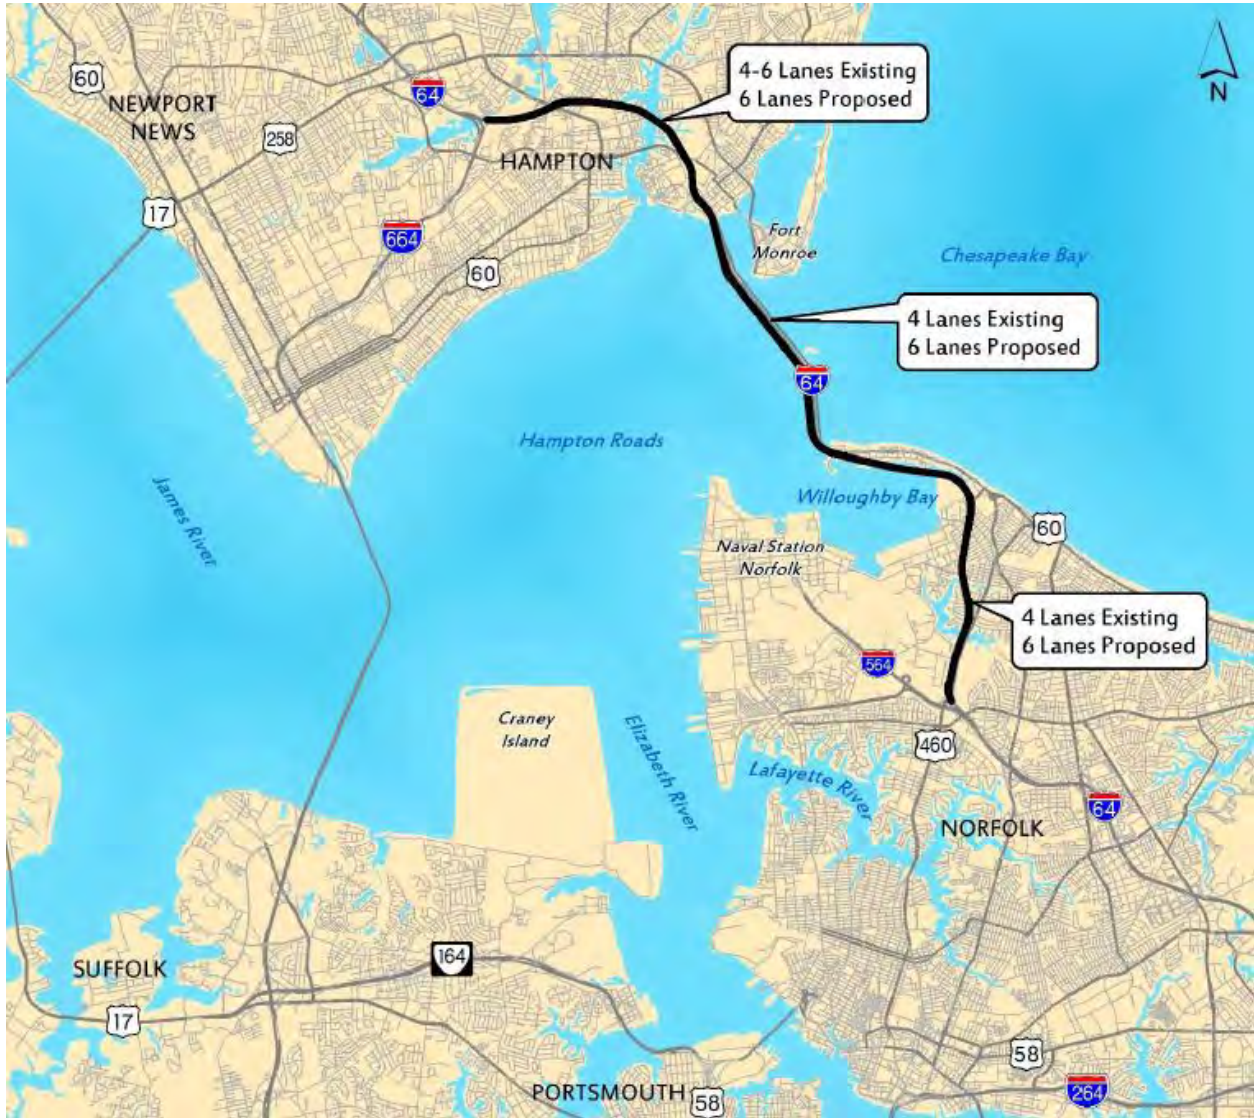 4-6 Lanes Existing
6 Lanes Proposed
N
60
64
NEWPORT
NEWS
258
HAMPTON
17
664
60
Fort
Monroe
Chesapeake Bay
4 Lanes Existing
6 Lanes Proposed
64
Hampton Roads
James River
Willoughby Bay
60
Naval Station
Norfolk
4 Lanes Existing
6 Lanes Proposed
564
Craney
Island
Elizabeth River
460
Lafayette River
64
NORFOLK
164
SUFFOLK
17
58
PORTSMOUTH
58
264